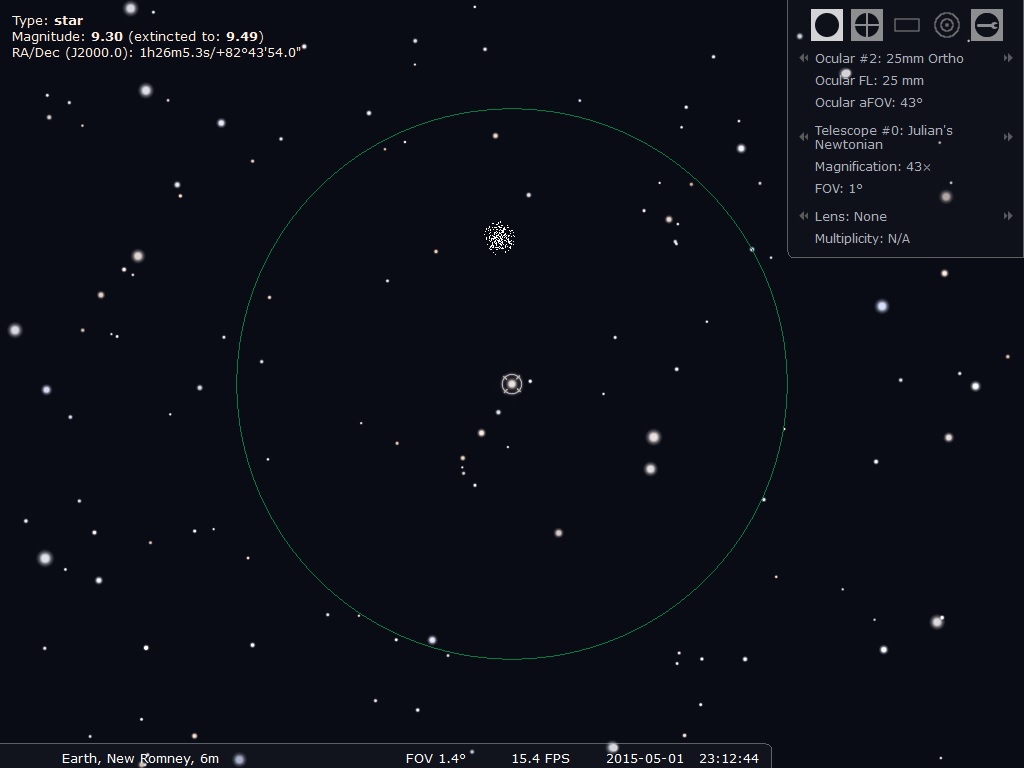 Type: star
Magnitude: 9.30 (extincted to: 9.49)
RA/Dec (J2000.0): 1h26m5.3s/+82°43'54.0"
Ocular #2: 25mm Ortho
Ocular FL: 25 mm
Ocular aFOV: 43°
Telescope #0: Julian's
Newtonian
Magnification: 43×
FOV: 1°
Lens: None
Multiplicity: N/A
Earth, New Romney, 6m FOV 1.4° 15.4 FPS 2015-05-01 23:12:44